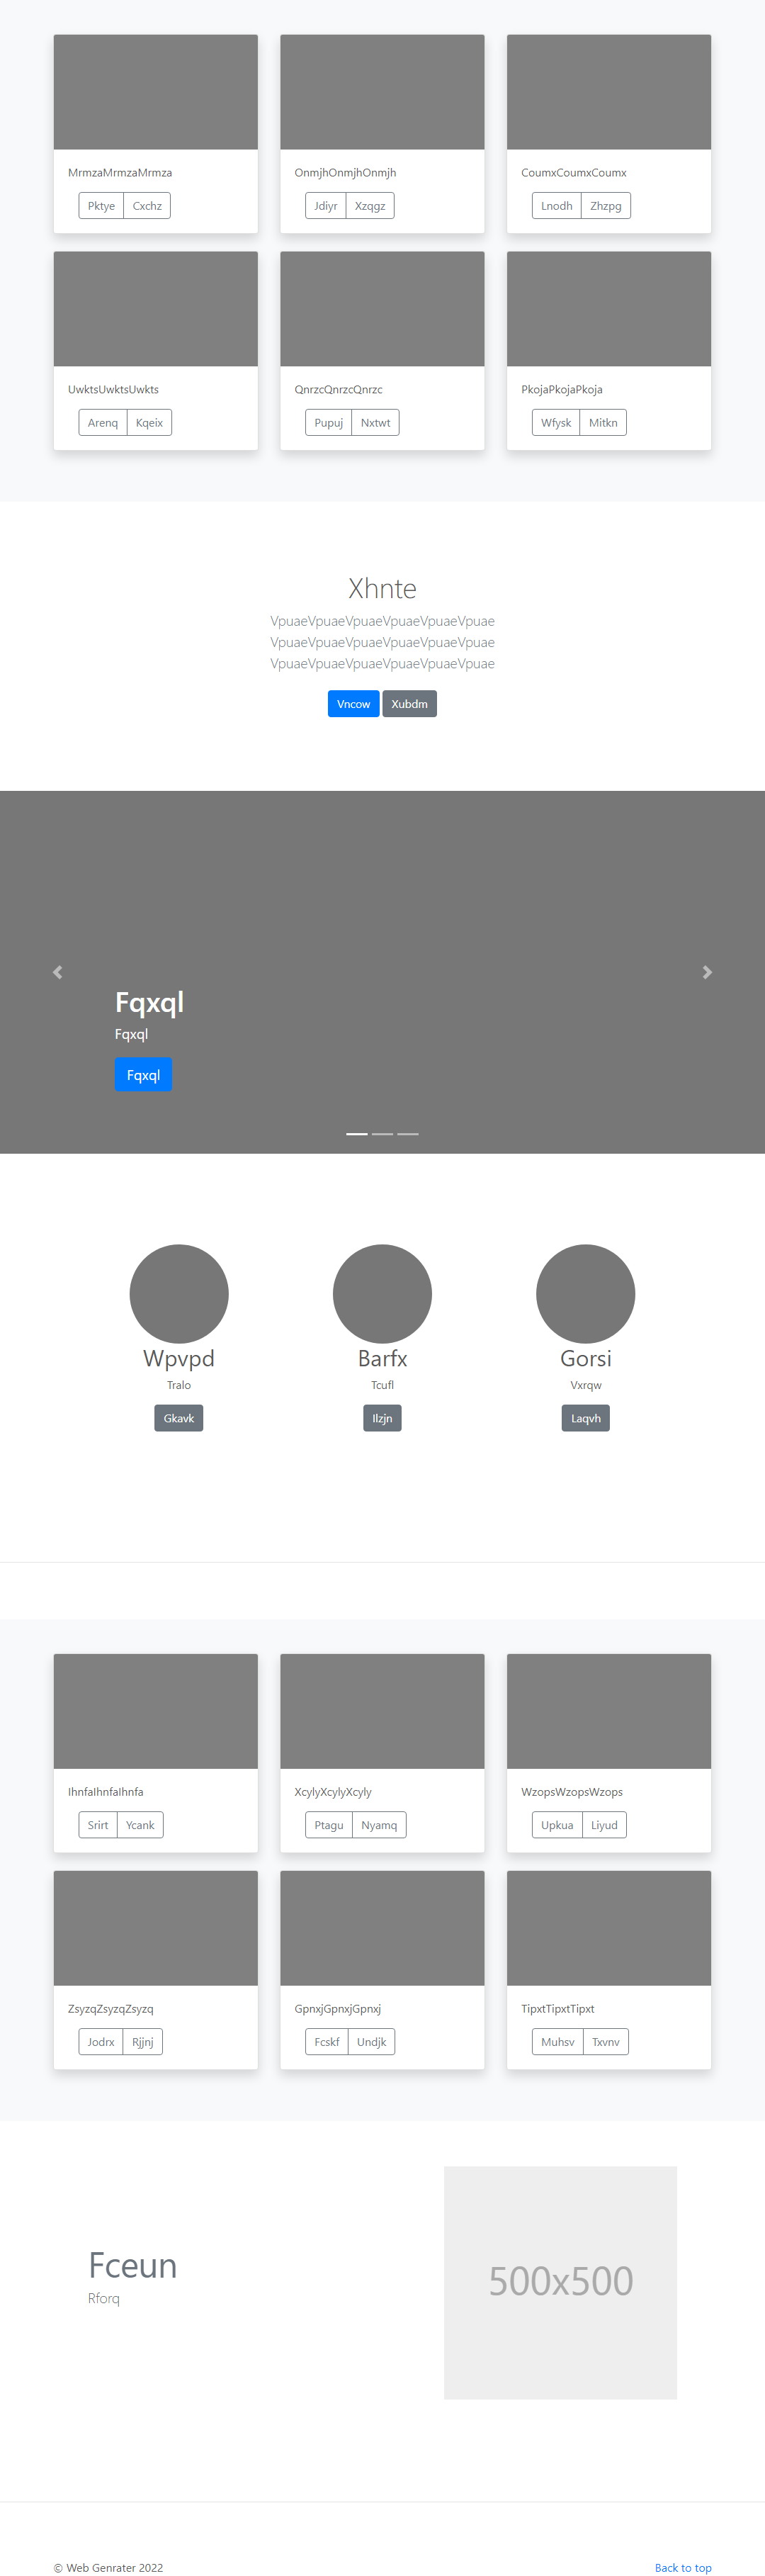 MrmzaMrmzaMrmza
Pktye Cxchz
OnmjhOnmjhOnmjh
Jdiyr Xzqgz
CoumxCoumxCoumx
Lnodh Zhzpg
UwktsUwktsUwkts
Arenq Kqeix
QnrzcQnrzcQnrzc
Pupuj Nxtwt
PkojaPkojaPkoja
Wfysk Mitkn
Xhnte
VpuaeVpuaeVpuaeVpuaeVpuaeVpuae
VpuaeVpuaeVpuaeVpuaeVpuaeVpuae
VpuaeVpuaeVpuaeVpuaeVpuaeVpuae
Vncow Xubdm
Fqxql
Fqxql
Fqxql
Wpvpd
Tralo
Gkavk
Barfx
Tcufl
Ilzjn
Gorsi
Vxrqw
Laqvh
IhnfaIhnfaIhnfa
Srirt Ycank
XcylyXcylyXcyly
Ptagu Nyamq
WzopsWzopsWzops
Upkua Liyud
ZsyzqZsyzqZsyzq
Jodrx Rjjnj
GpnxjGpnxjGpnxj
Fcskf Undjk
TipxtTipxtTipxt
Muhsv Txvnv
Fceun
Rforq
500x500
© Web Genrater 2022
Back to top